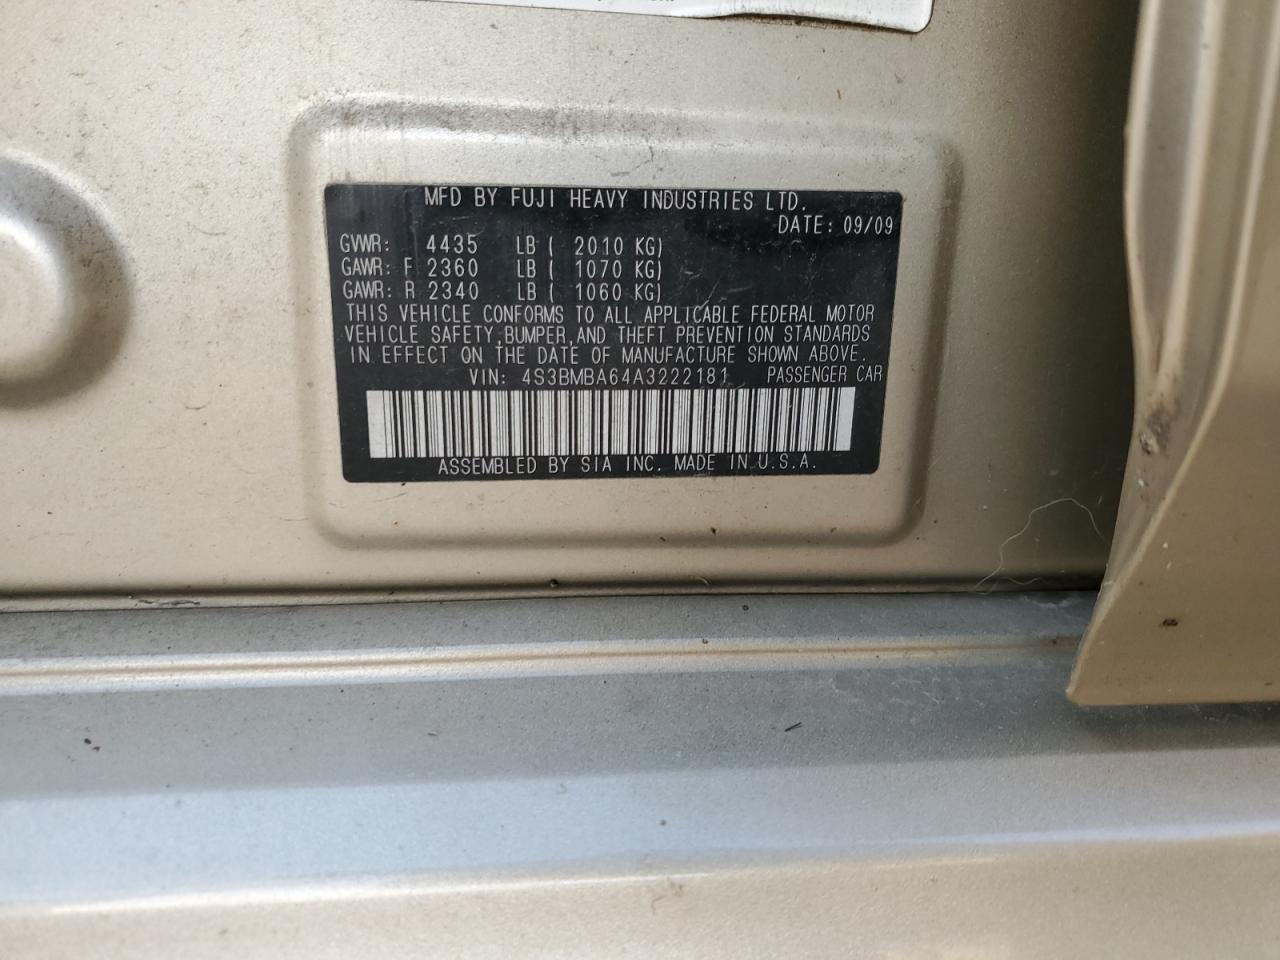 MFD BY FUJI HEAVY INDUSTRIES LTD.
DATE: 09/09
GVWR: 4435 LB ( 2010 KG)
GAWR: F 2360 LB ( 1070 KG)
GAWR: R 2340 LB ( 1060 KG)
THIS VEHICLE CONFORMS TO ALL APPLICABLE FEDERAL MOTOR
VEHICLE SAFETY, BUMPER, AND THEFT PREVENTION STANDARDS
IN EFFECT ON THE DATE OF MANUFACTURE SHOWN ABOVE.
VIN: 4S3BMBA64A3222181 PASSENGER CAR
ASSEMBLED BY SIA INC. MADE IN U.S.A.